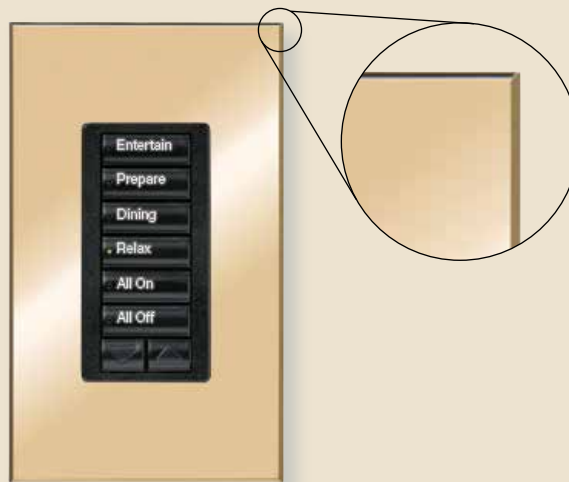 Entertain
Prepare
Dining
Relax
All On
All Off